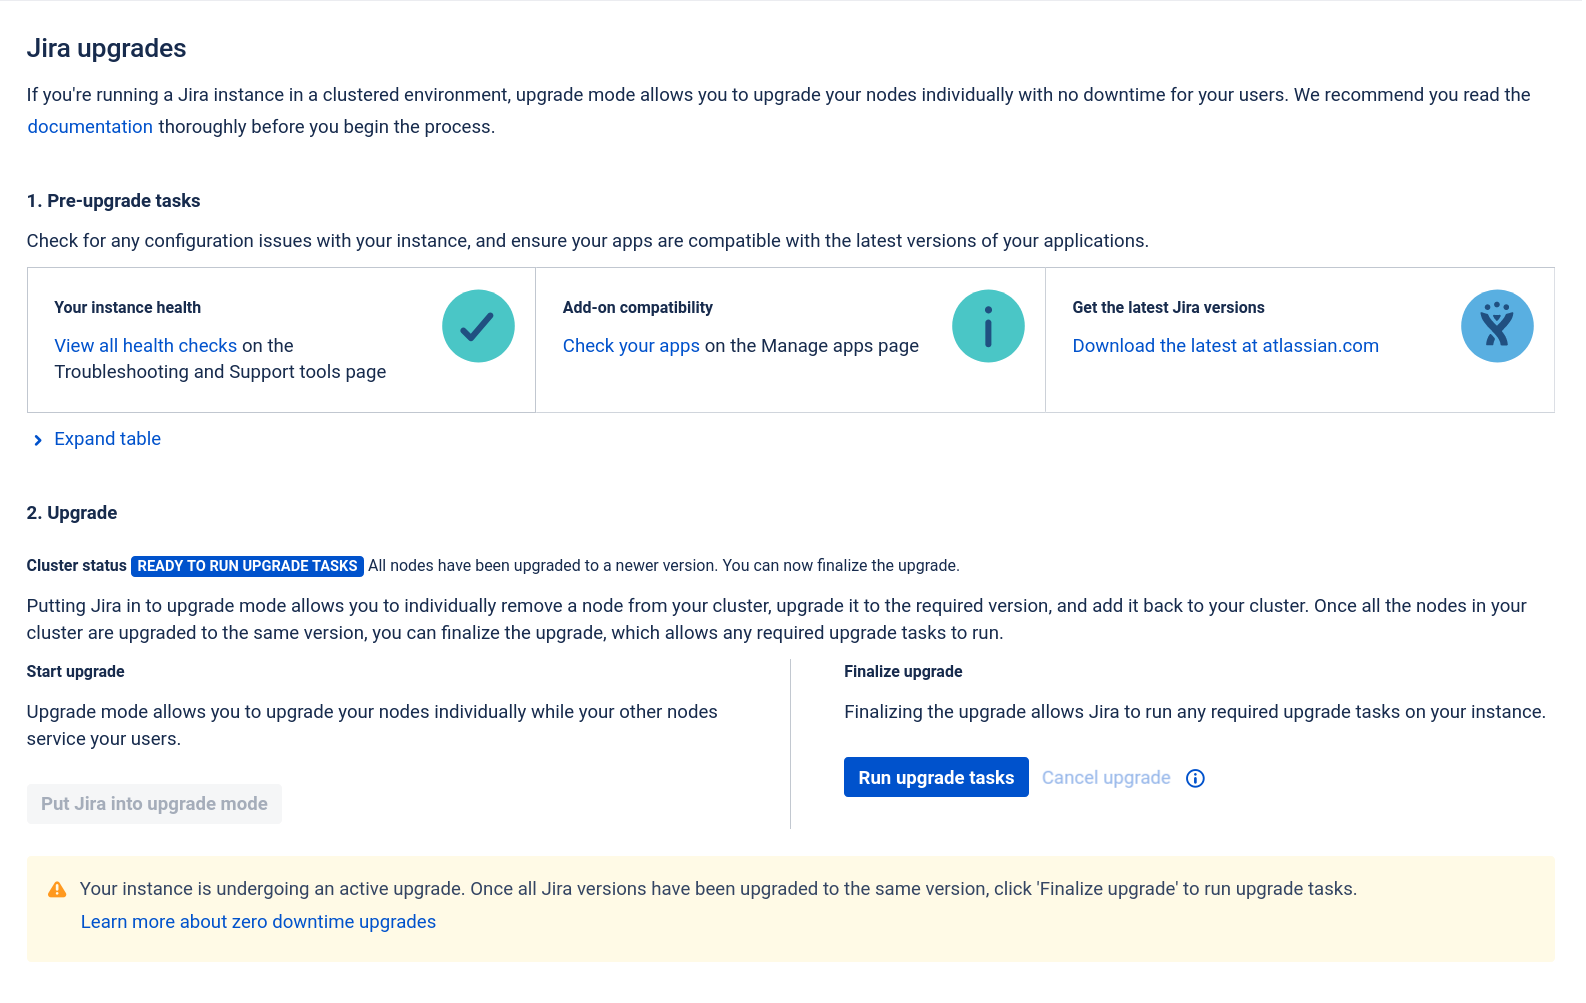 Jira upgrades
If you're running a Jira instance in a clustered environment, upgrade mode allows you to upgrade your nodes individually with no downtime for your users. We recommend you read the
documentation thoroughly before you begin the process.
1. Pre-upgrade tasks
Check for any configuration issues with your instance, and ensure your apps are compatible with the latest versions of your applications.
Your instance health
View all health checks on the
Troubleshooting and Support tools page
Add-on compatibility
Check your apps on the Manage apps page
Get the latest Jira versions
Download the latest at atlassian.com
Expand table
2. Upgrade
Cluster status READY TO RUN UPGRADE TASKS All nodes have been upgraded to a newer version. You can now finalize the upgrade.
Putting Jira in to upgrade mode allows you to individually remove a node from your cluster, upgrade it to the required version, and add it back to your cluster. Once all the nodes in your
cluster are upgraded to the same version, you can finalize the upgrade, which allows any required upgrade tasks to run.
Start upgrade
Upgrade mode allows you to upgrade your nodes individually while your other nodes
service your users.
Put Jira into upgrade mode
Finalize upgrade
Finalizing the upgrade allows Jira to run any required upgrade tasks on your instance.
Run upgrade tasks Cancel upgrade
Your instance is undergoing an active upgrade. Once all Jira versions have been upgraded to the same version, click 'Finalize upgrade' to run upgrade tasks.
Learn more about zero downtime upgrades